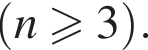 (n ⩾ 3).